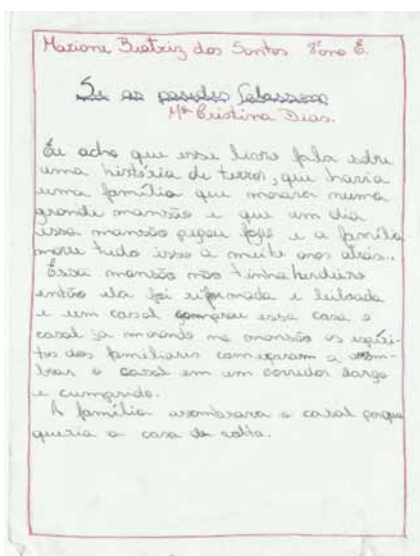 Mariane Beatriz dos Santos 8º ano E.
Se as paredes falassem
Mª Cristina Dias.
Eu acho que esse livro fala sobre
uma história de terror, que havia
uma família que morava numa
grande mansão e que um dia
essa mansão pegou fogo e a família
morre tudo isso a muito anos atrás..
Essa mansão não tinha herdeiro
então ela foi reformada e leiloada
e um casal comprou essa casa o
casal ja morando na mansão os espíri-
tos dos familiares começaram a assom-
brar o casal em um corredor largo
e cumprido.
A família assombrava o casal porque
queria a casa de volta.